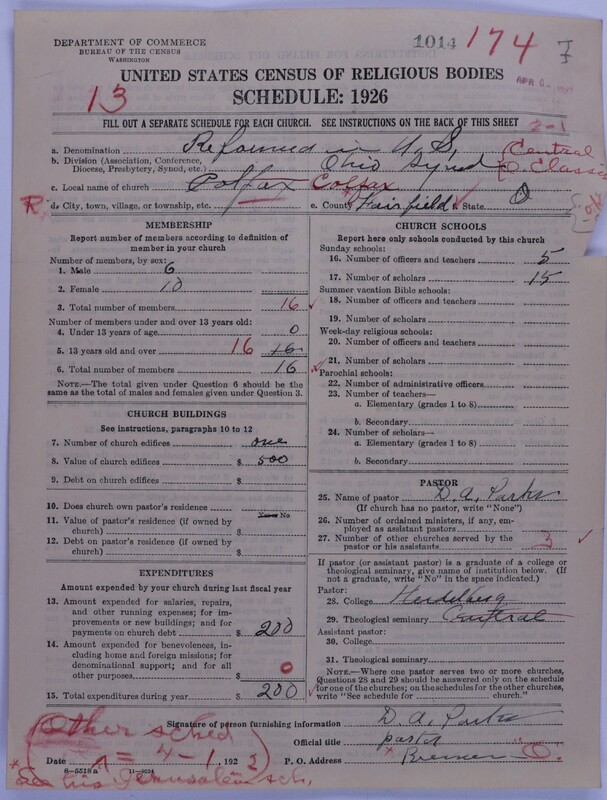 DEPARTMENT OF COMMERCE
BUREAU OF THE CENSUS
WASHINGTON
1014 174
UNITED STATES CENSUS OF RELIGIOUS BODIES
13
SCHEDULE: 1926
FILL OUT A SEPARATE SCHEDULE FOR EACH CHURCH. SEE INSTRUCTIONS ON THE BACK OF THIS SHEET
2-1
a. Denomination Reformed in U. S. Central
b. Division (Association, Conference, Diocese, Presbytery, Synod, etc.) Ohio Synod O. Classis
c. Local name of church Colfax Colfax
R. d. City, town, village, or township, etc. e. County Fairfield f. State O
MEMBERSHIP
Report number of members according to definition of member in your church
Number of members, by sex:
1. Male 6
2. Female 10
3. Total number of members 16
Number of members under and over 13 years old:
4. Under 13 years of age 0
5. 13 years old and over 16 16
6. Total number of members 16
NOTE.—The total given under Question 6 should be the same as the total of males and females given under Question 3.
CHURCH BUILDINGS
See instructions, paragraphs 10 to 12
7. Number of church edifices one
8. Value of church edifices $ 500
9. Debt on church edifices $
10. Does church own pastor's residence Yes or No
11. Value of pastor's residence (if owned by church) $
12. Debt on pastor's residence (if owned by church) $
EXPENDITURES
Amount expended by your church during last fiscal year
13. Amount expended for salaries, repairs, and other running expenses; for improvements or new buildings; and for payments on church debt $ 200
14. Amount expended for benevolences, including home and foreign missions; for denominational support; and for all other purposes $ 0
15. Total expenditures during year $ 200
CHURCH SCHOOLS
Report here only schools conducted by this church
Sunday schools:
16. Number of officers and teachers 5
17. Number of scholars 15
Summer vacation Bible schools:
18. Number of officers and teachers
19. Number of scholars
Week-day religious schools:
20. Number of officers and teachers
21. Number of scholars
Parochial schools:
22. Number of administrative officers
23. Number of teachers—
a. Elementary (grades 1 to 8)
b. Secondary
24. Number of scholars—
a. Elementary (grades 1 to 8)
b. Secondary
PASTOR
25. Name of pastor D. A. Parks
(If church has no pastor, write "None")
26. Number of ordained ministers, if any, employed as assistant pastors
27. Number of other churches served by the pastor or his assistants 3
If pastor (or assistant pastor) is a graduate of a college or theological seminary, give name of institution below. (If not a graduate, write "No" in the space indicated.)
Pastor:
28. College Heidelberg
29. Theological seminary Central
Assistant pastor:
30. College
31. Theological seminary
NOTE.—Where one pastor serves two or more churches, Questions 28 and 29 should be answered only on the schedule for one of the churches; on the schedules for the other churches, write "See schedule for ______ church."
Signature of person furnishing information D. A. Parks
Official title pastor
Other sched
= 4-1
Date , 192 P. O. Address Bremen O.
8-5518a
See his Jerusalem sch.